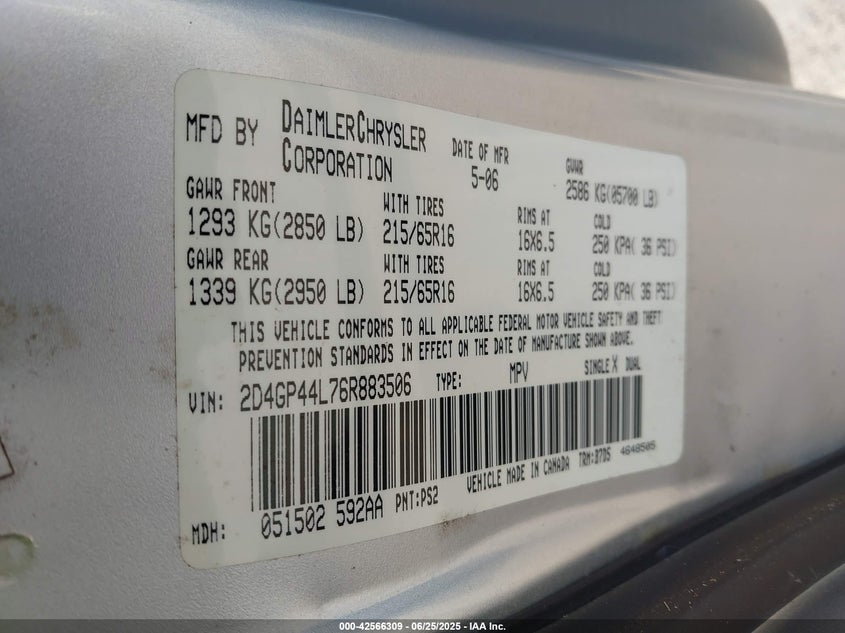 MFD BY DAIMLERCHRYSLER CORPORATION DATE OF MFR 5-06 GVWR 2586 KG(05700 LB)
GAWR FRONT WITH TIRES RIMS AT COLD
1293 KG(2850 LB) 215/65R16 16X6.5 250 KPA( 36 PSI)
GAWR REAR WITH TIRES RIMS AT COLD
1339 KG(2950 LB) 215/65R16 16X6.5 250 KPA( 36 PSI)
THIS VEHICLE CONFORMS TO ALL APPLICABLE FEDERAL MOTOR VEHICLE SAFETY AND THEFT
PREVENTION STANDARDS IN EFFECT ON THE DATE OF MANUFACTURE SHOWN ABOVE.
VIN: 2D4GP44L76R883506 TYPE: MPV SINGLE X DUAL
MDH: 051502 592AA PNT:PS2 VEHICLE MADE IN CANADA TRM:D7D5 4648505
000-42566309 | 06/25/2025 - IAA Inc.